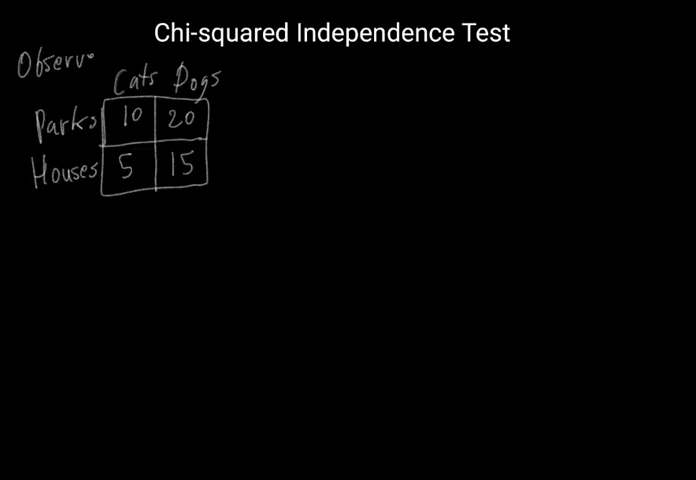 Chi-squared Independence Test
Observe
Cats Dogs
Parks 10 20
Houses 5 15